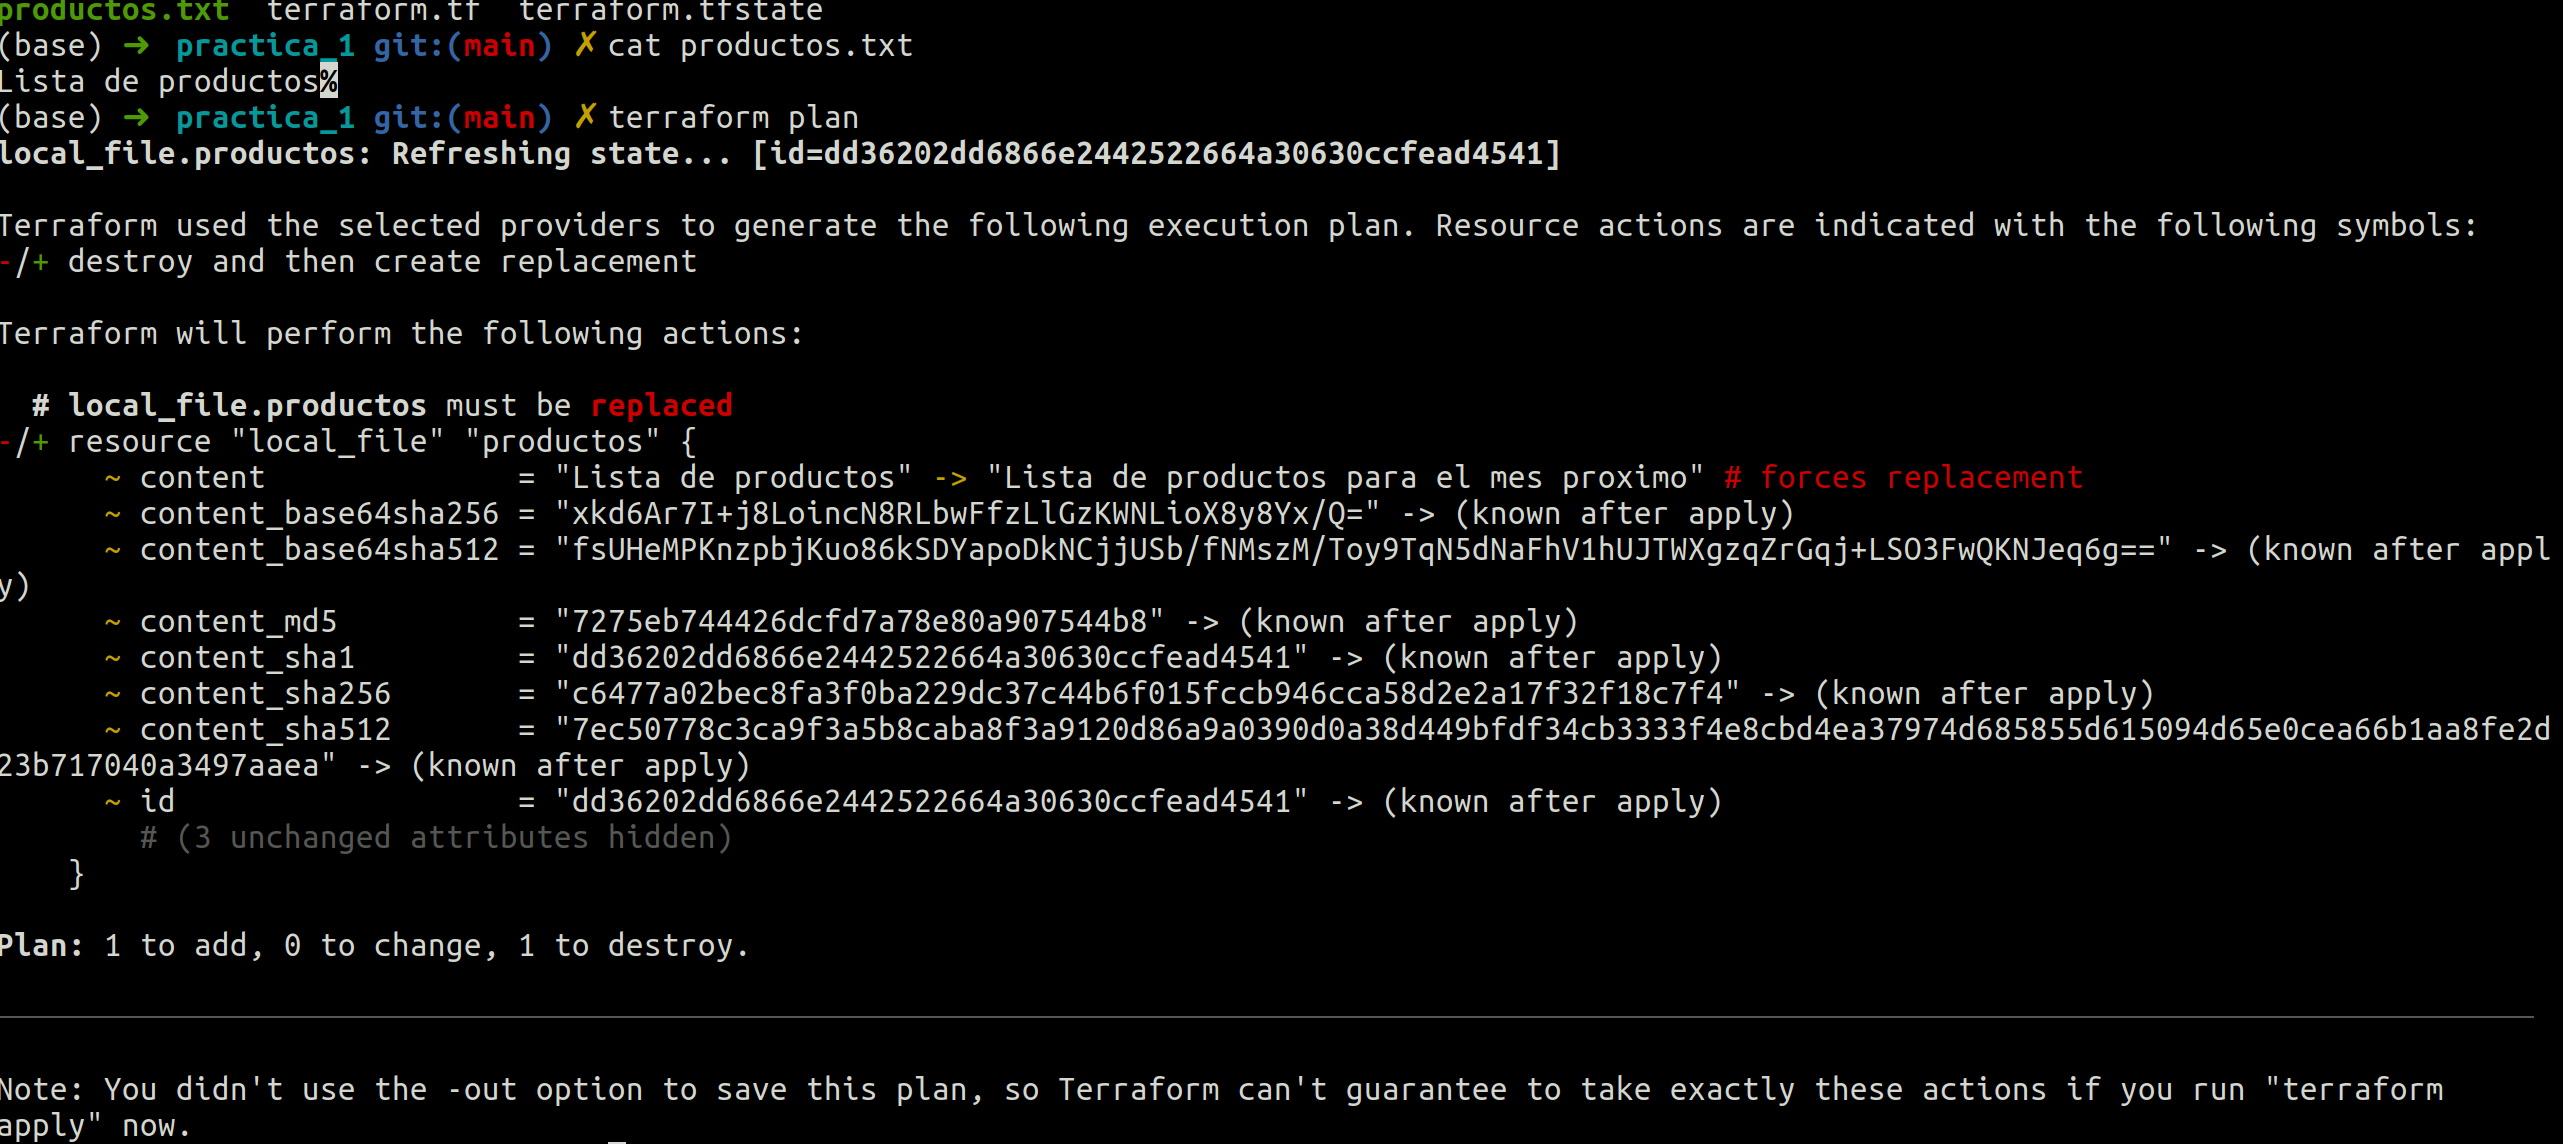 productos.txt  terraform.tf  terraform.tfstate
(base) ➜ practica_1 git:(main) ✗ cat productos.txt
Lista de productos%
(base) ➜ practica_1 git:(main) ✗ terraform plan
local_file.productos: Refreshing state... [id=dd36202dd6866e2442522664a30630ccfead4541]
Terraform used the selected providers to generate the following execution plan. Resource actions are indicated with the following symbols:
-/+ destroy and then create replacement
Terraform will perform the following actions:
# local_file.productos must be replaced
-/+ resource "local_file" "productos" {
~ content = "Lista de productos" -> "Lista de productos para el mes proximo" # forces replacement
~ content_base64sha256 = "xkd6Ar7I+j8LoincN8RLbwFfzLlGzKWNLioX8y8Yx/Q=" -> (known after apply)
~ content_base64sha512 = "fsUHeMPKnzpbjKuo86kSDYapoDkNCjjUSb/fNMszM/Toy9TqN5dNaFhV1hUJTWXgzqZrGqj+LSO3FwQKNJeq6g==" -> (known after appl
y)
~ content_md5 = "7275eb744426dcfd7a78e80a907544b8" -> (known after apply)
~ content_sha1 = "dd36202dd6866e2442522664a30630ccfead4541" -> (known after apply)
~ content_sha256 = "c6477a02bec8fa3f0ba229dc37c44b6f015fccb946cca58d2e2a17f32f18c7f4" -> (known after apply)
~ content_sha512 = "7ec50778c3ca9f3a5b8caba8f3a9120d86a9a0390d0a38d449bfdf34cb3333f4e8cbd4ea37974d685855d615094d65e0cea66b1aa8fe2d
23b717040a3497aaea" -> (known after apply)
~ id = "dd36202dd6866e2442522664a30630ccfead4541" -> (known after apply)
# (3 unchanged attributes hidden)
}
Plan: 1 to add, 0 to change, 1 to destroy.
Note: You didn't use the -out option to save this plan, so Terraform can't guarantee to take exactly these actions if you run "terraform
apply" now.